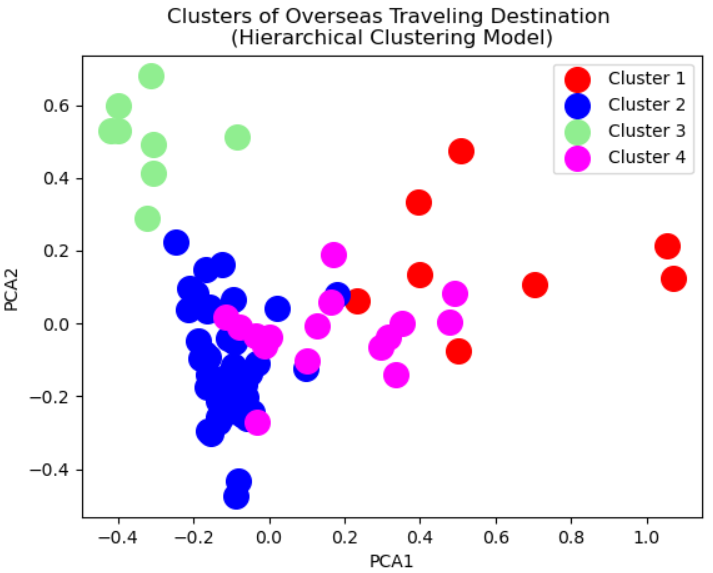 Clusters of Overseas Traveling Destination
(Hierarchical Clustering Model)
Cluster 1
Cluster 2
Cluster 3
Cluster 4
0.6
0.4
0.2
0.0
−0.2
−0.4
PCA2
−0.4 −0.2 0.0 0.2 0.4 0.6 0.8 1.0
PCA1